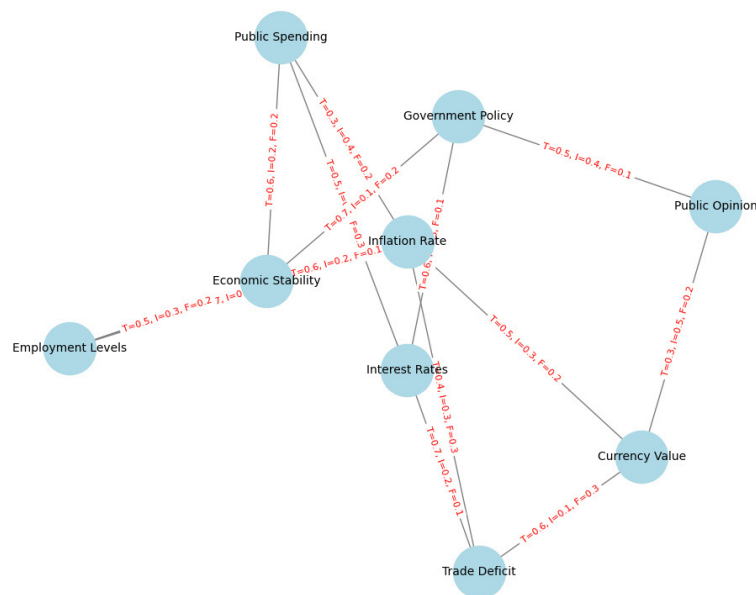 Public Spending
Government Policy
T=0.3, I=0.4, F=0.2
T=0.6, I=0.2, F=0.2
T=0.5, I=0.4, F=0.1
T=0.5, F=0.3
T=0.7, I=0.1, F=0.2
Public Opinion
Inflation Rate
T=0.6, F=0.1
T=0.6, I=0.2, F=0.1
Economic Stability
T=0.5, I=0.3, F=0.2
Employment Levels
T=0.5, I=0.3, F=0.2
T=0.3, I=0.5, F=0.2
Interest Rates
T=0.4, I=0.3, F=0.3
T=0.7, I=0.2, F=0.1
Currency Value
T=0.6, I=0.1, F=0.3
Trade Deficit